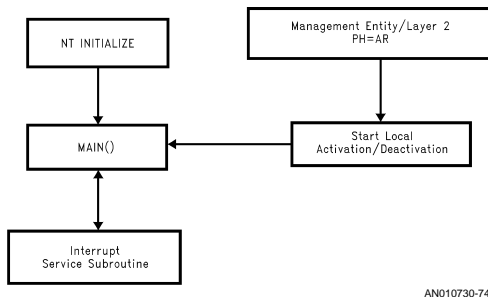 NT INITIALIZE
Management Entity/Layer 2
PH=AR
MAIN()
Start Local
Activation/Deactivation
Interrupt
Service Subroutine
AN010730-74